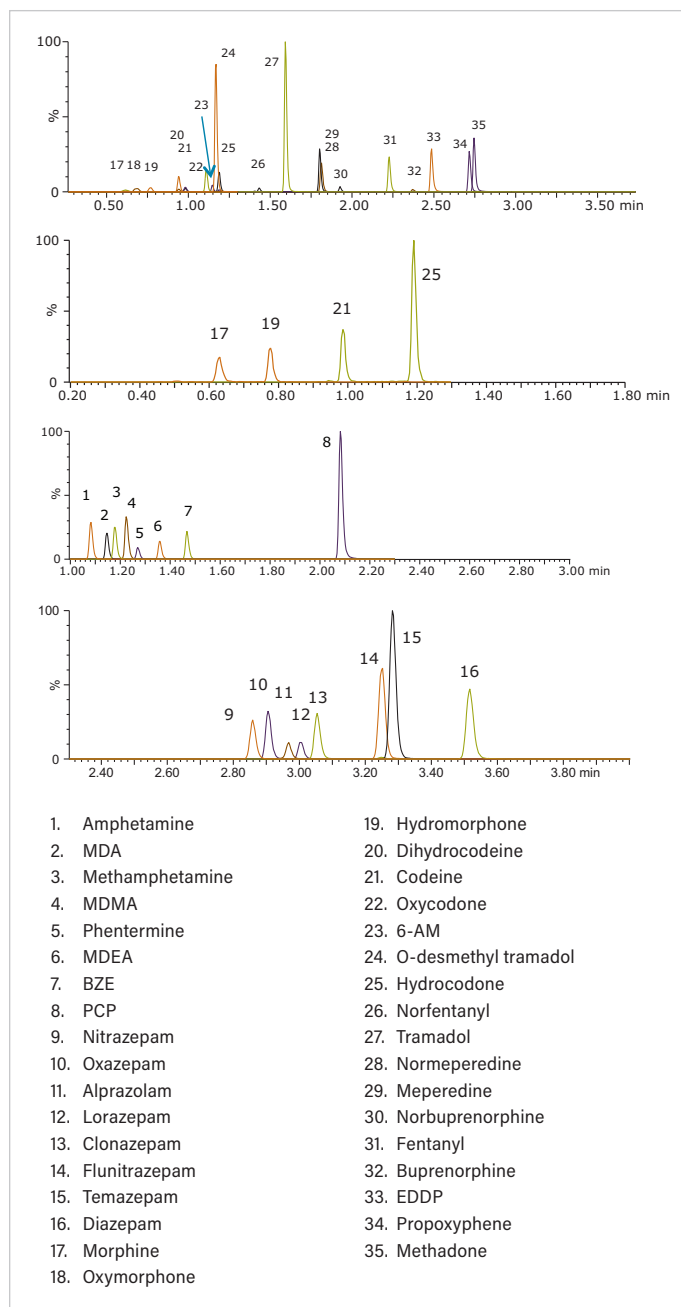 100
%
0
17 18 19 20 21 22 23 24 25 26 27 29 28 30 31 32 33 34 35
0.50 1.00 1.50 2.00 2.50 3.00 3.50 min
100
%
0
17 19 21 25
0.20 0.40 0.60 0.80 1.00 1.20 1.40 1.60 1.80 min
100
%
0
1 2 3 4 5 6 7 8
1.00 1.20 1.40 1.60 1.80 2.00 2.20 2.40 2.60 2.80 3.00 min
100
%
0
9 10 11 12 13 14 15 16
2.40 2.60 2.80 3.00 3.20 3.40 3.60 3.80 min
1. Amphetamine
2. MDA
3. Methamphetamine
4. MDMA
5. Phentermine
6. MDEA
7. BZE
8. PCP
9. Nitrazepam
10. Oxazepam
11. Alprazolam
12. Lorazepam
13. Clonazepam
14. Flunitrazepam
15. Temazepam
16. Diazepam
17. Morphine
18. Oxymorphone
19. Hydromorphone
20. Dihydrocodeine
21. Codeine
22. Oxycodone
23. 6-AM
24. O-desmethyl tramadol
25. Hydrocodone
26. Norfentanyl
27. Tramadol
28. Normeperedine
29. Meperedine
30. Norbuprenorphine
31. Fentanyl
32. Buprenorphine
33. EDDP
34. Propoxyphene
35. Methadone